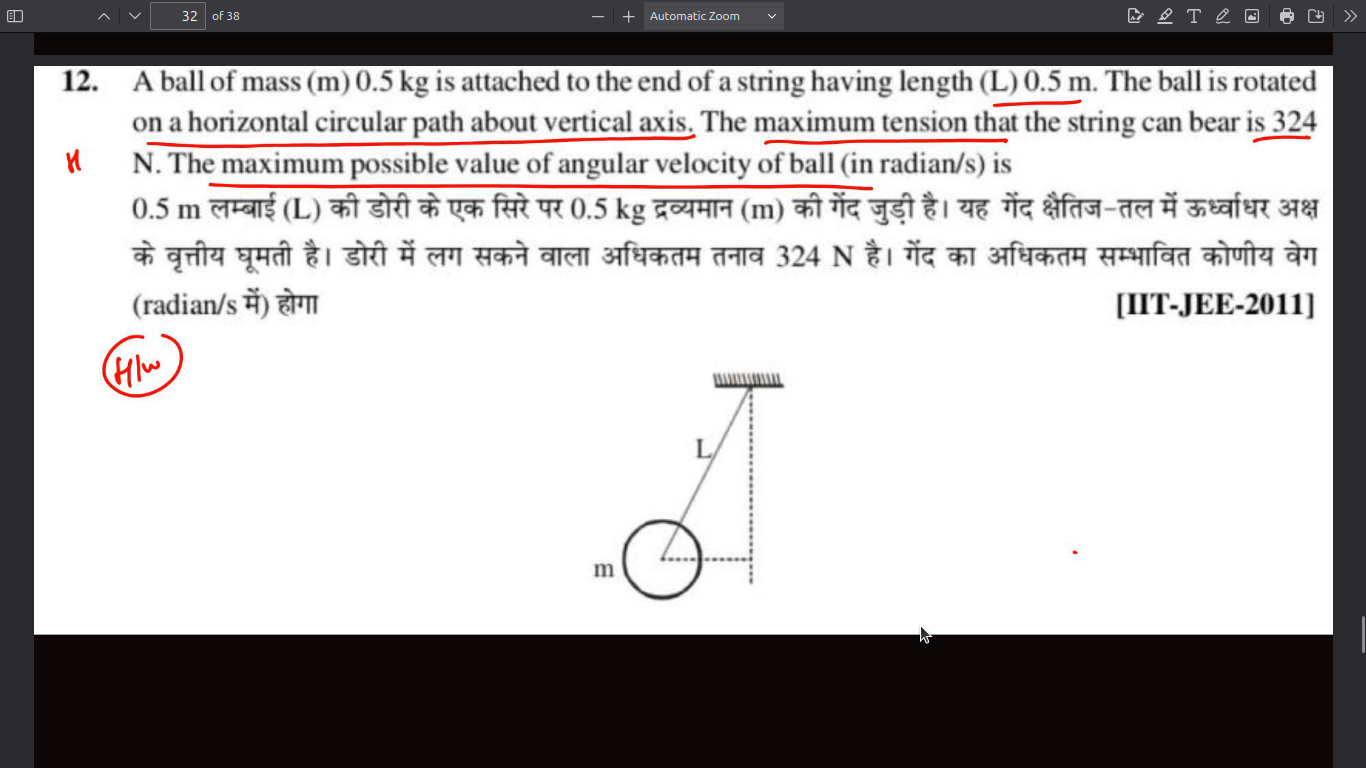 32 of 38
Automatic Zoom
12. A ball of mass (m) 0.5 kg is attached to the end of a string having length (L) 0.5 m. The ball is rotated
on a horizontal circular path about vertical axis. The maximum tension that the string can bear is 324
H N. The maximum possible value of angular velocity of ball (in radian/s) is
0.5 m लम्बाई (L) की डोरी के एक सिरे पर 0.5 kg द्रव्यमान (m) की गेंद जुड़ी है। यह गेंद क्षैतिज-तल में ऊर्ध्वाधर अक्ष
के वृत्तीय घूमती है। डोरी में लग सकने वाला अधिकतम तनाव 324 N है। गेंद का अधिकतम सम्भावित कोणीय वेग
(radian/s में) होगा [IIT-JEE-2011]
H/w
L
m